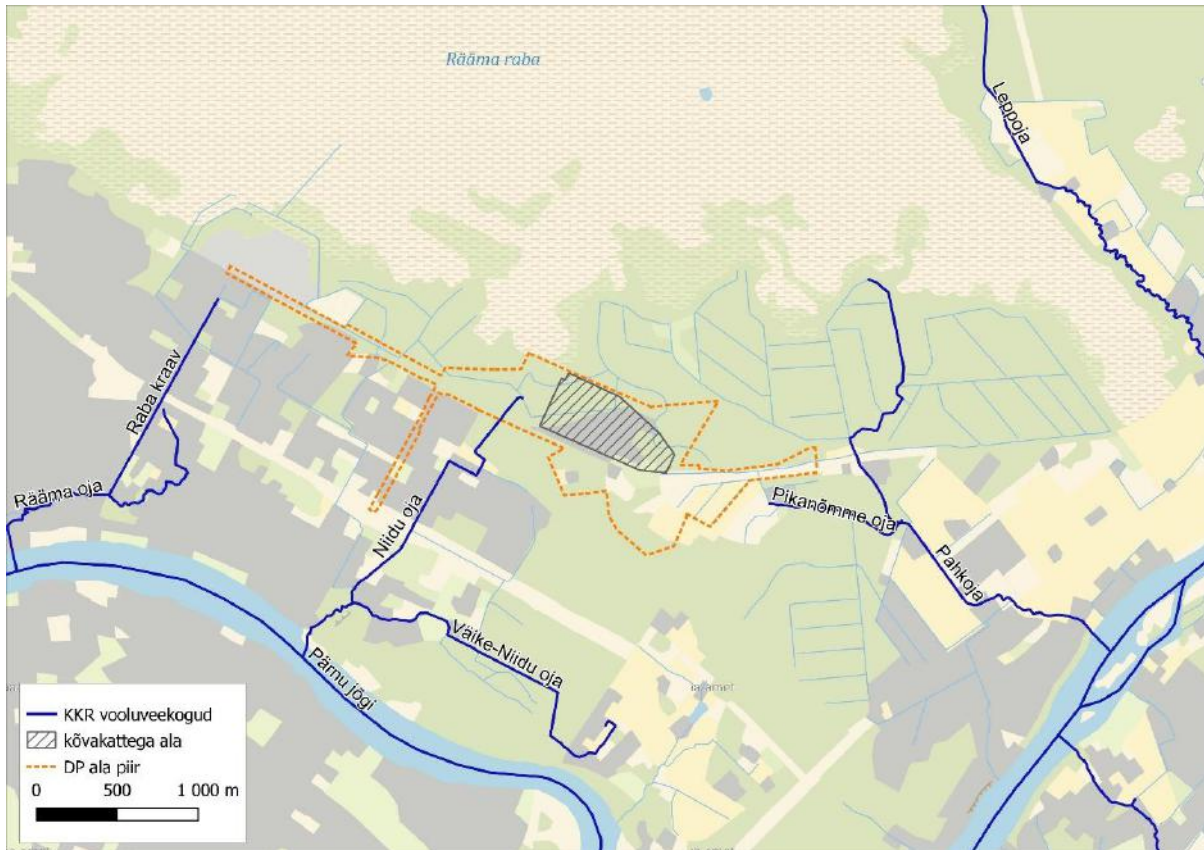 Rääma raba
Leppoja
Raba kraav
Rääma oja
Niidu oja
Pikanõmme oja
Pahkoja
Väike-Niidu oja
Pärnu jõgi
KKR vooluveekogud
kõvakattega ala
DP ala piir
0 500 1 000 m